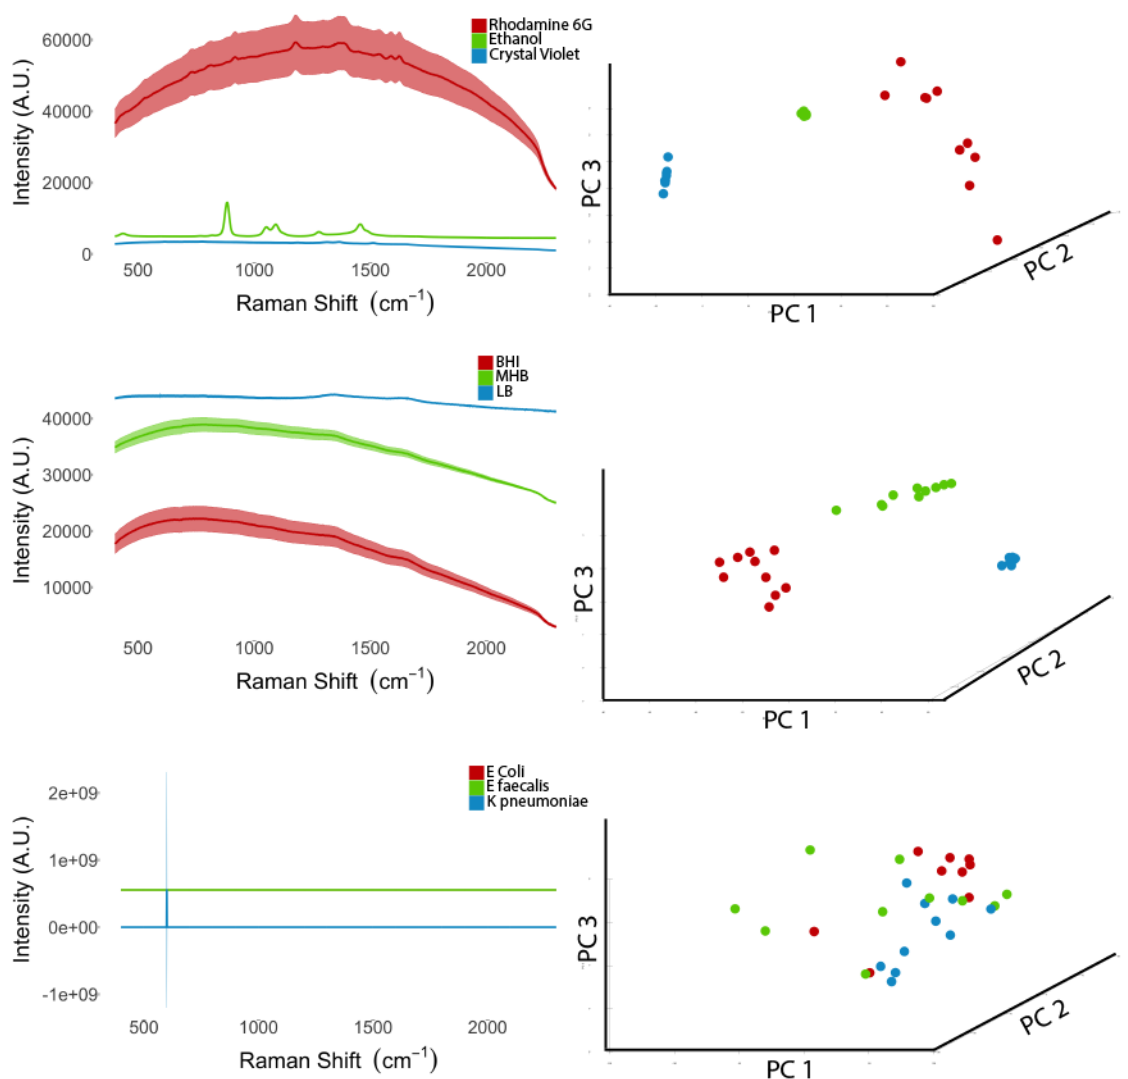 Rhodamine 6G
Ethanol
Crystal Violet
60000
40000
20000
0
Intensity (A.U.)
500 1000 1500 2000
Raman Shift (cm⁻¹)
PC 3
PC 2
PC 1
BHI
MHB
LB
40000
30000
20000
10000
Intensity (A.U.)
500 1000 1500 2000
Raman Shift (cm⁻¹)
PC 3
PC 2
PC 1
E Coli
E faecalis
K pneumoniae
2e+09
1e+09
0e+00
-1e+09
Intensity (A.U.)
500 1000 1500 2000
Raman Shift (cm⁻¹)
PC 3
PC 2
PC 1